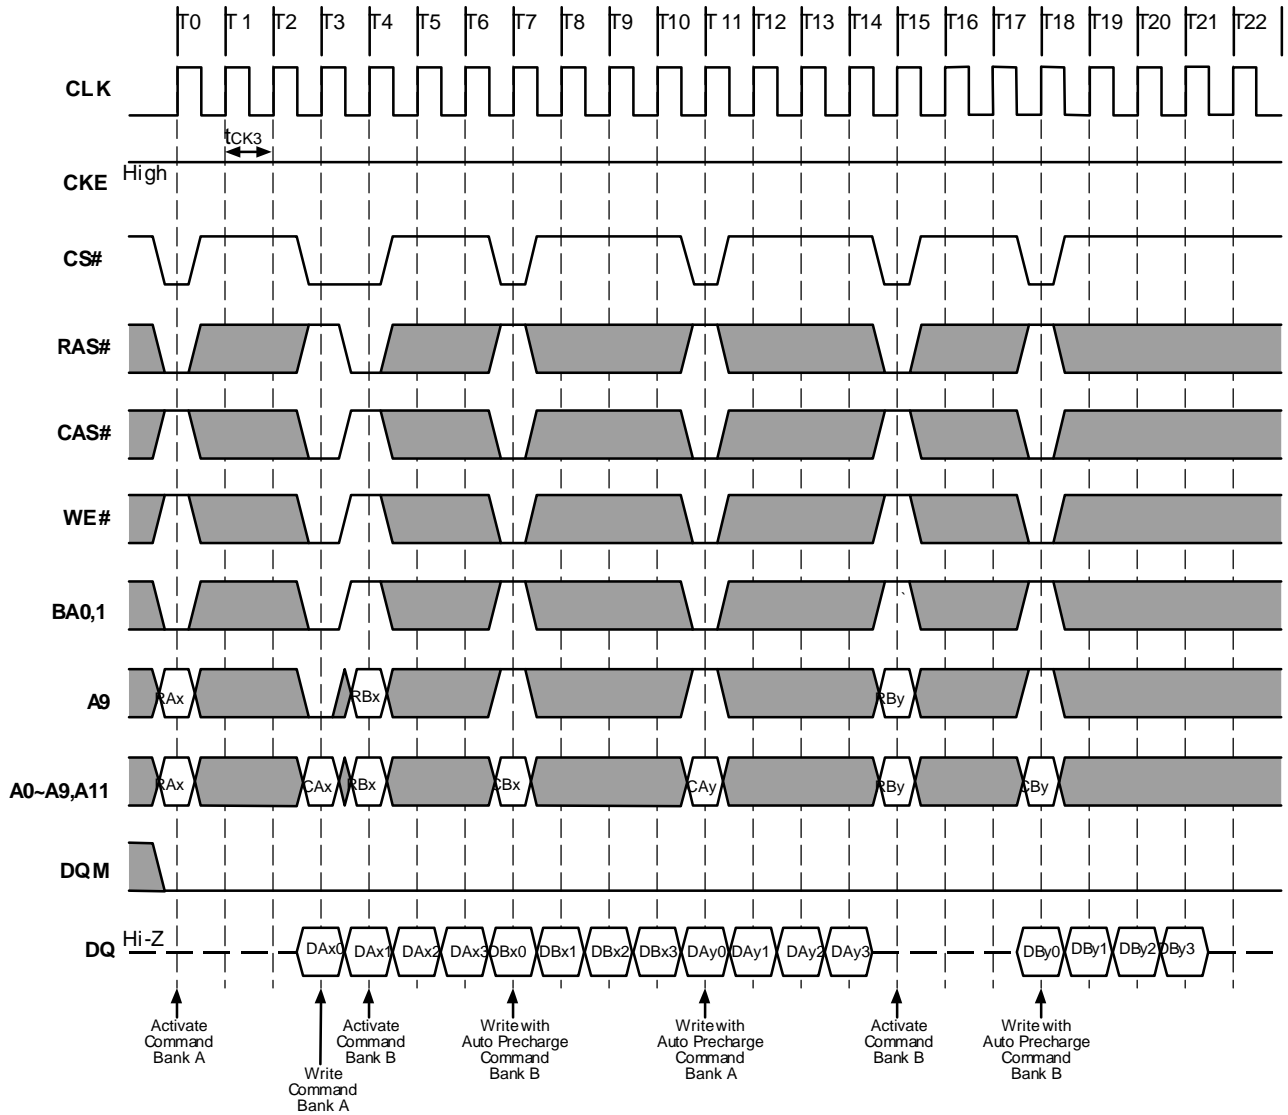 T0 T1 T2 T3 T4 T5 T6 T7 T8 T9 T10 T11 T12 T13 T14 T15 T16 T17 T18 T19 T20 T21 T22
CLK
tCK3
CKE High
CS#
RAS#
CAS#
WE#
BA0,1
A9 RAx RBx RBy
A0~A9,A11 RAx CAx RBx CBx CAy RBy CBy
DQM
DQ Hi-Z DAx0 DAx1 DAx2 DAx3 DBx0 DBx1 DBx2 DBx3 DAy0 DAy1 DAy2 DAy3 DBy0 DBy1 DBy2 DBy3
Activate
Command
Bank A
Write
Command
Bank A
Activate
Command
Bank B
Write with
Auto Precharge
Command
Bank B
Write with
Auto Precharge
Command
Bank A
Activate
Command
Bank B
Write with
Auto Precharge
Command
Bank B